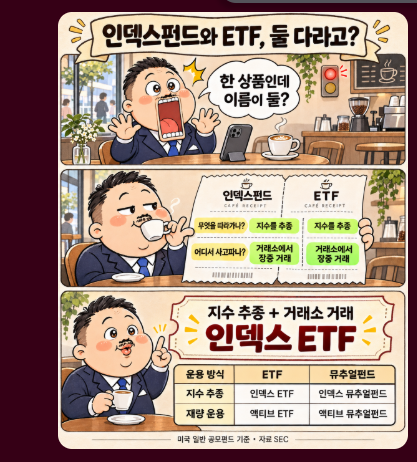 인덱스펀드와 ETF, 둘 다라고?
한 상품인데
이름이 둘?
인덱스펀드
CAFE RECEIPT
ETF
CAFE RECEIPT
무엇을 따라가나?
지수를 추종
지수를 추종
어디서 사고파나?
거래소에서
장중 거래
거래소에서
장중 거래
지수 추종 + 거래소 거래
인덱스 ETF
운용 방식 ETF 뮤추얼펀드
지수 추종 인덱스 ETF 인덱스 뮤추얼펀드
재량 운용 액티브 ETF 액티브 뮤추얼펀드
미국 일반 공모펀드 기준 • 자료 SEC